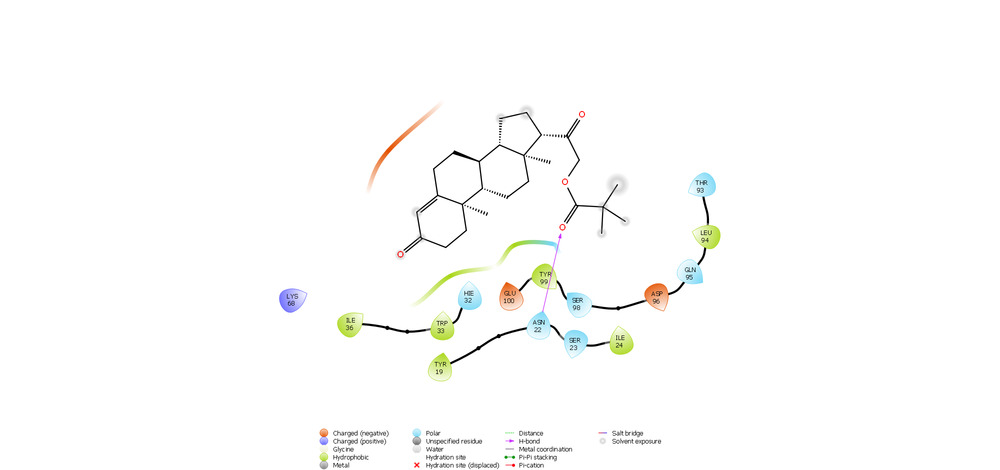 O
O
O
O
THR
93
LEU
94
GLN
95
ASP
96
SER
98
TYR
99
GLU
100
HIE
32
LYS
68
ILE
36
TRP
33
TYR
19
ASN
22
SER
23
ILE
24
Charged (negative)
Charged (positive)
Glycine
Hydrophobic
Metal
Polar
Unspecified residue
Water
Hydration site
Hydration site (displaced)
Distance
H-bond
Metal coordination
Pi-Pi stacking
Pi-cation
Salt bridge
Solvent exposure